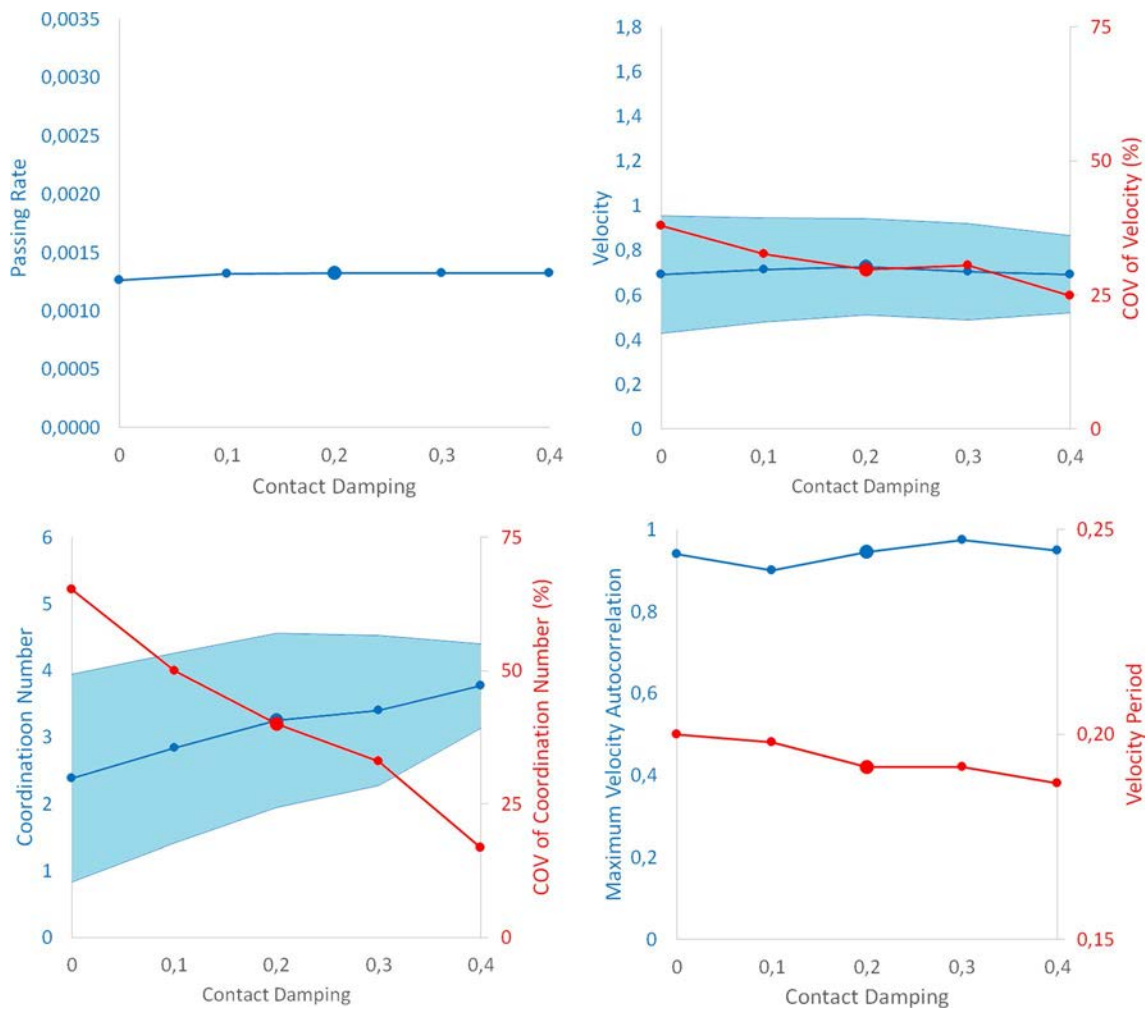 Passing Rate
0,0035
0,0030
0,0025
0,0020
0,0015
0,0010
0,0005
0,0000
0 0,1 0,2 0,3 0,4
Contact Damping
Velocity
1,8
1,6
1,4
1,2
1
0,8
0,6
0,4
0,2
0
75
50
25
0
COV of Velocity (%)
0 0,1 0,2 0,3 0,4
Contact Damping
Coordinatioon Number
6
5
4
3
2
1
0
75
50
25
0
COV of Coordination Number (%)
0 0,1 0,2 0,3 0,4
Contact Damping
Maximum Velocity Autocorrelation
1
0,8
0,6
0,4
0,2
0
0,25
0,20
0,15
Velocity Period
0 0,1 0,2 0,3 0,4
Contact Damping